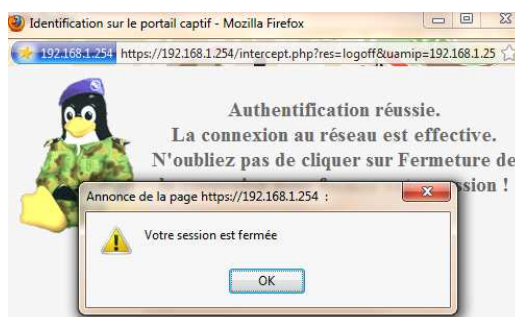 Identification sur le portail captif - Mozilla Firefox
192.168.1.254 https://192.168.1.254/intercept.php?res=logoff&uamip=192.168.1.25
Authentification réussie.
La connexion au réseau est effective.
N'oubliez pas de cliquer sur Fermeture de
ssion !
Annonce de la page https://192.168.1.254 :
Votre session est fermée
OK